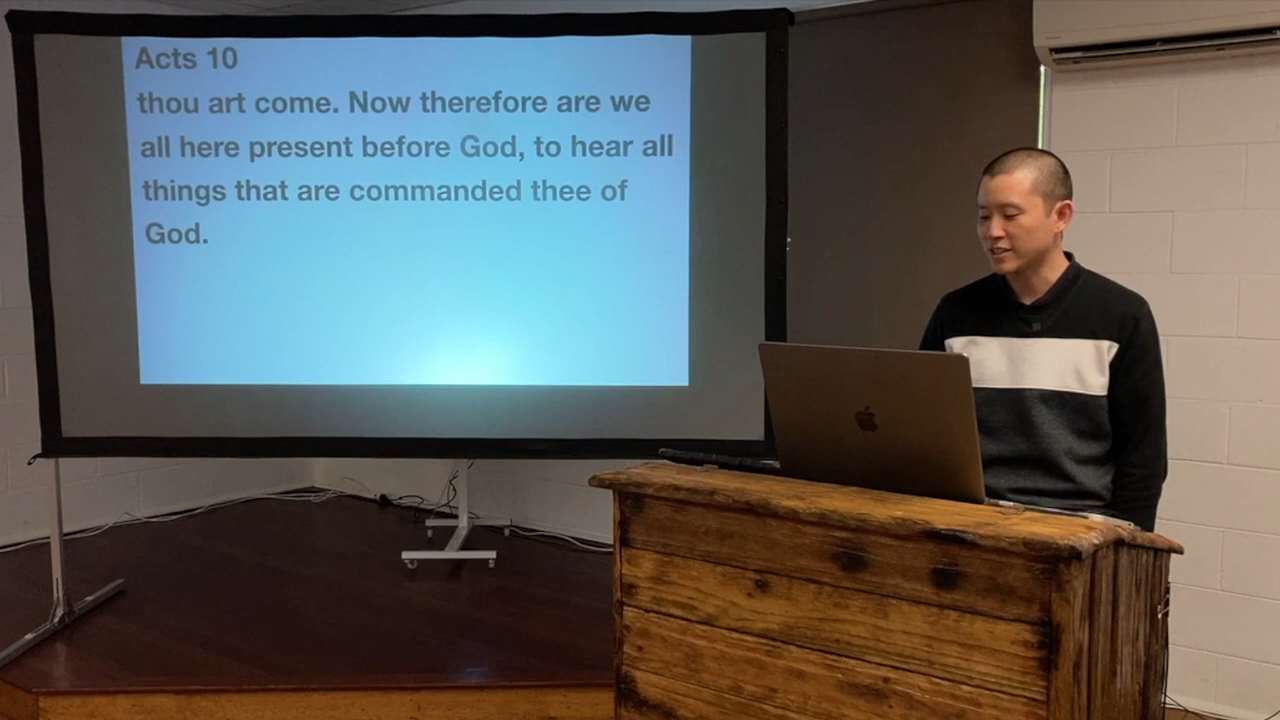 Acts 10
thou art come. Now therefore are we
all here present before God, to hear all
things that are commanded thee of
God.